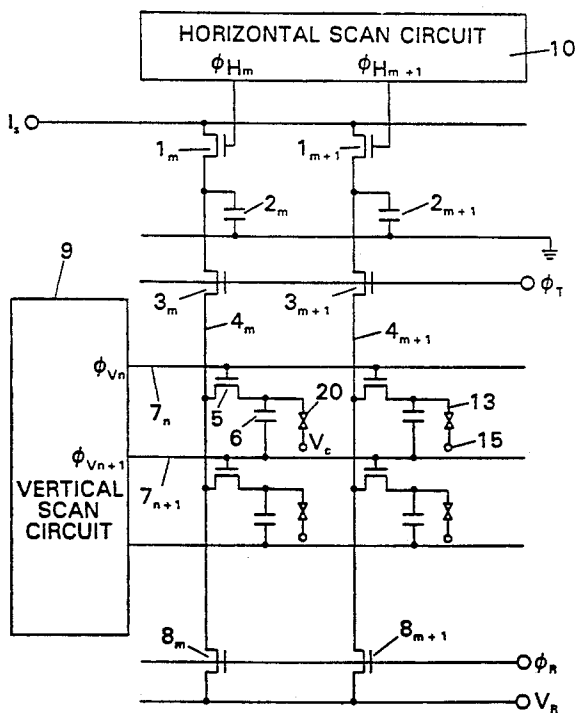 HORIZONTAL SCAN CIRCUIT
10
ϕHm
ϕHm+1
Is
1m
1m+1
2m
2m+1
9
3m
3m+1
ϕT
4m
4m+1
ϕVn
7n
5
6
20
Vc
13
15
ϕVn+1
7n+1
VERTICAL
SCAN
CIRCUIT
8m
8m+1
ϕR
VR